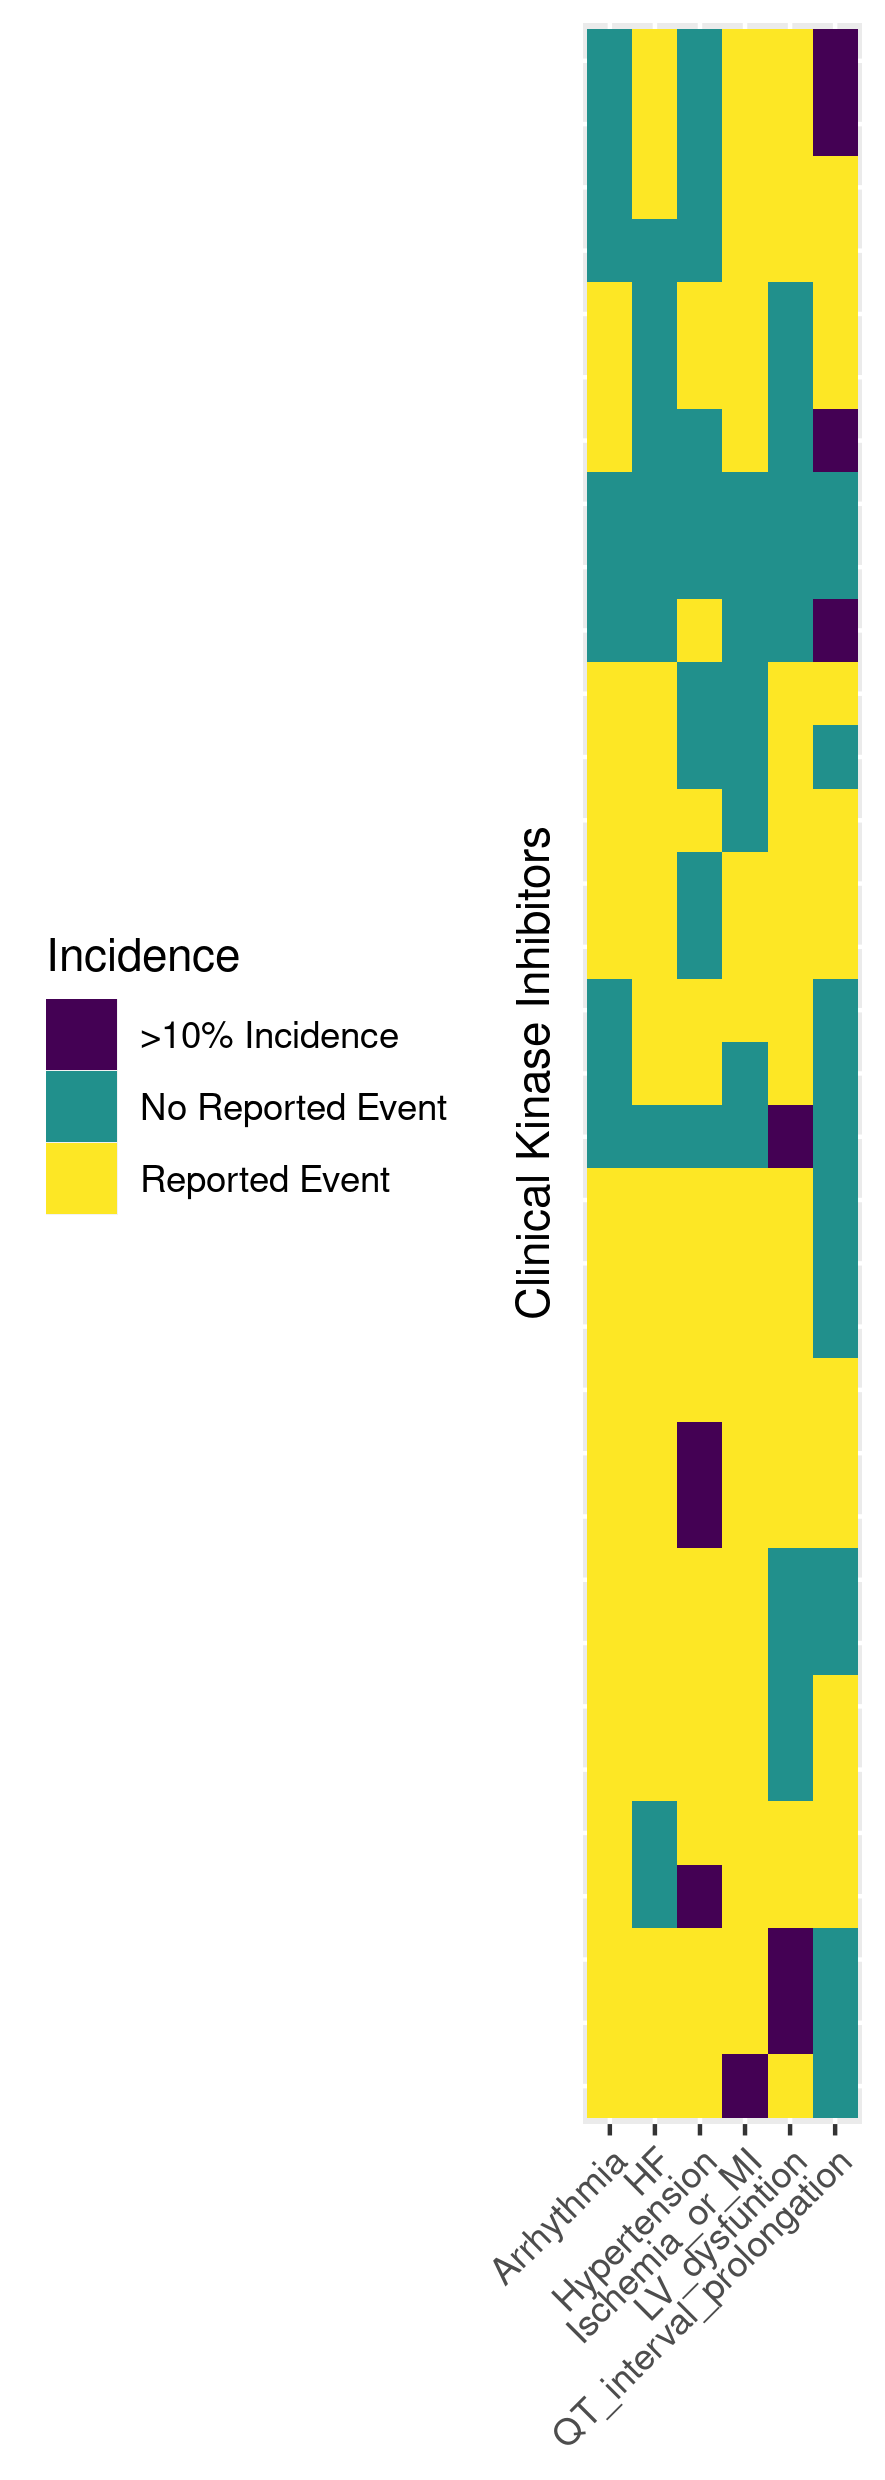 Incidence
>10% Incidence
No Reported Event
Reported Event
Clinical Kinase Inhibitors
Arrhythmia
HF
Hypertension
Ischemia_or_MI
LV_dysfuntion
QT_interval_prolongation